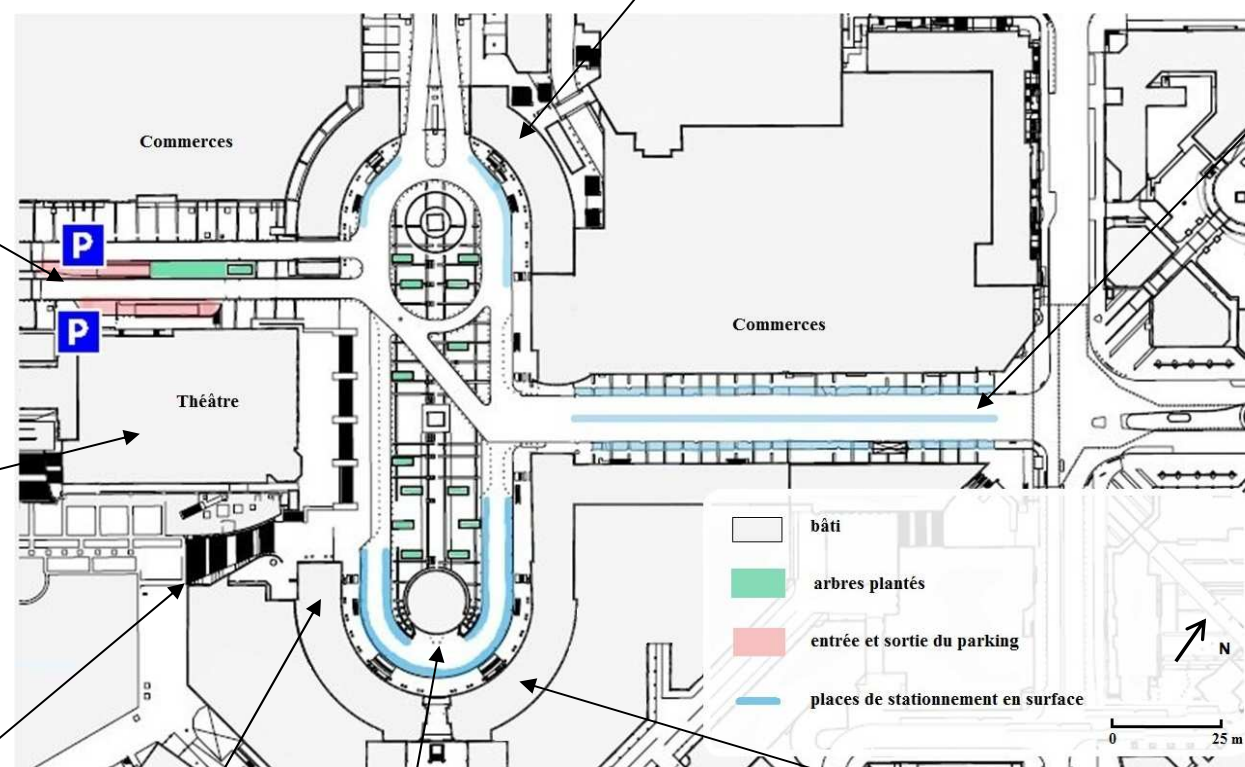 Commerces
P
P
Commerces
Théâtre
bâti
arbres plantés
entrée et sortie du parking
places de stationnement en surface
N
0 25 m